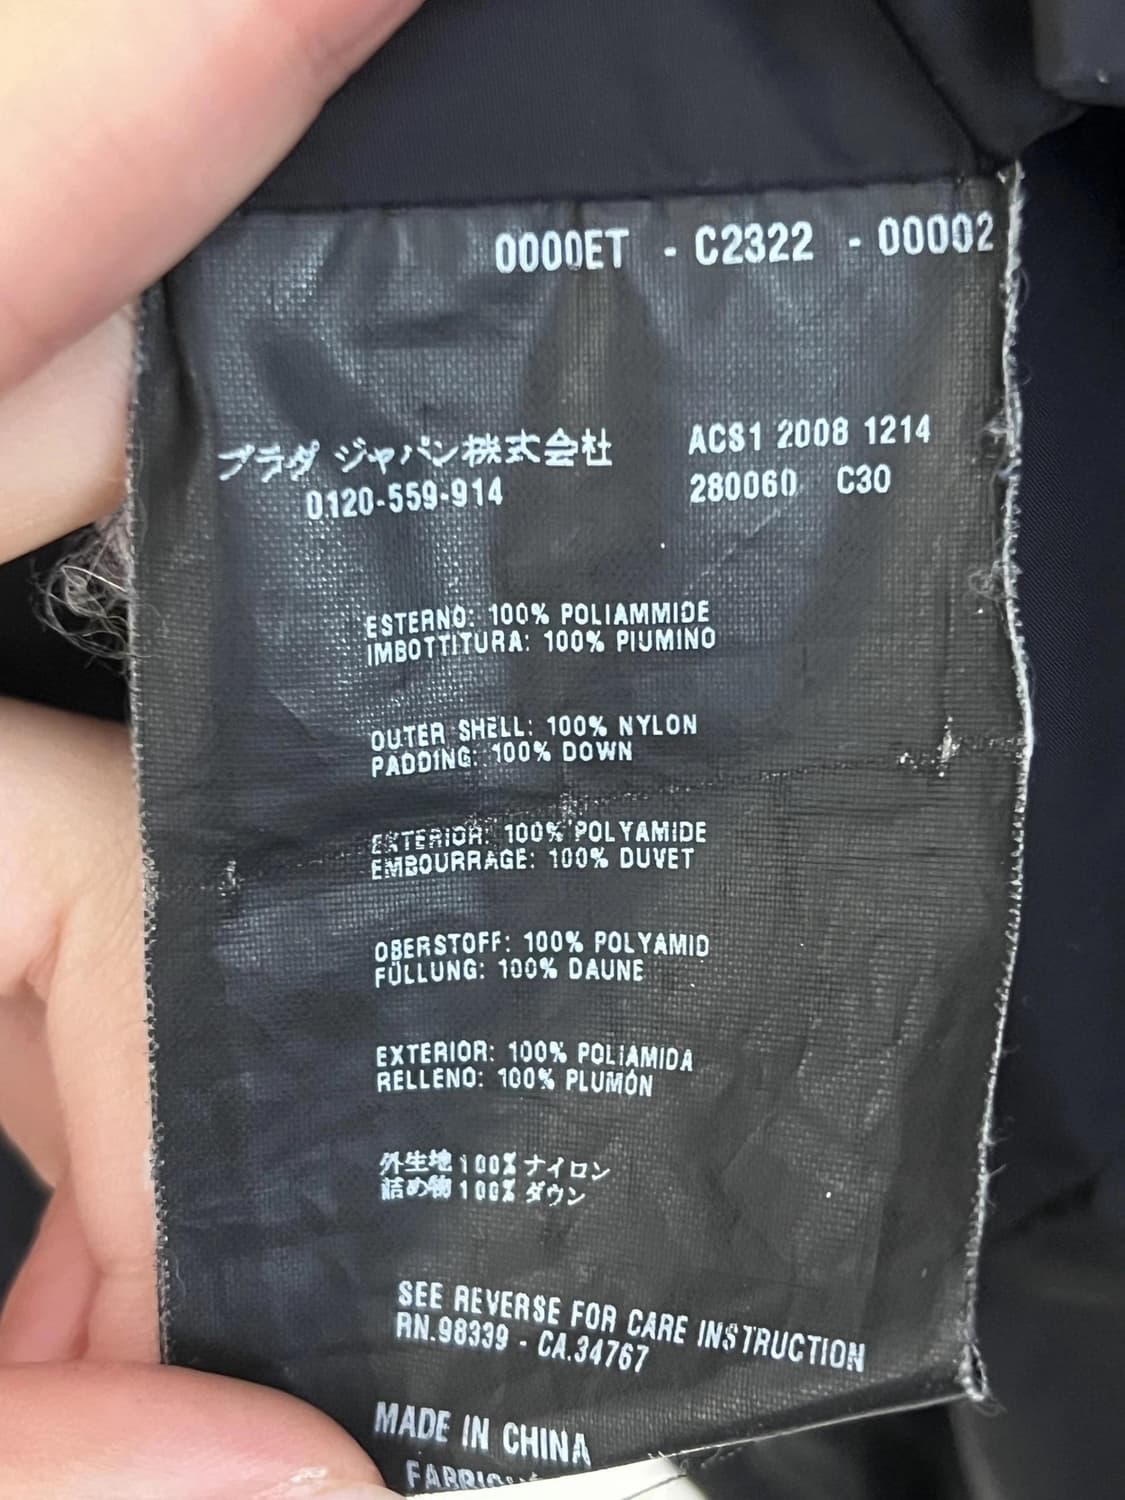 0000ET - C2322 - 00002
プラダ ジャパン株式会社
0120-559-914
ACS1 2008 1214
280060 C30
ESTERNO: 100% POLIAMMIDE
IMBOTTITURA: 100% PIUMINO
OUTER SHELL: 100% NYLON
PADDING: 100% DOWN
EXTERIOR: 100% POLYAMIDE
EMBOURRAGE: 100% DUVET
OBERSTOFF: 100% POLYAMID
FÜLLUNG: 100% DAUNE
EXTERIOR: 100% POLIAMIDA
RELLENO: 100% PLUMÓN
外生地100%ナイロン
詰め物100%ダウン
SEE REVERSE FOR CARE INSTRUCTION
RN.98339 - CA.34767
MADE IN CHINA